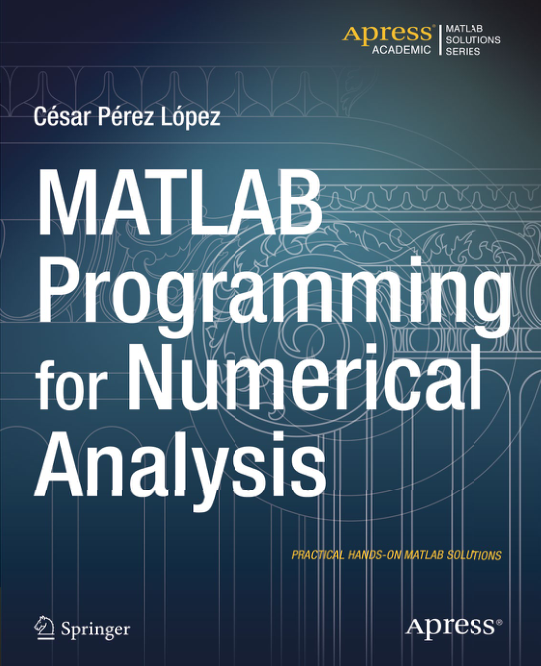 Apress®
ACADEMIC
MATLAB
SOLUTIONS
SERIES
César Pérez López
MATLAB
Programming
for Numerical
Analysis
PRACTICAL HANDS-ON MATLAB SOLUTIONS
Springer
Apress®